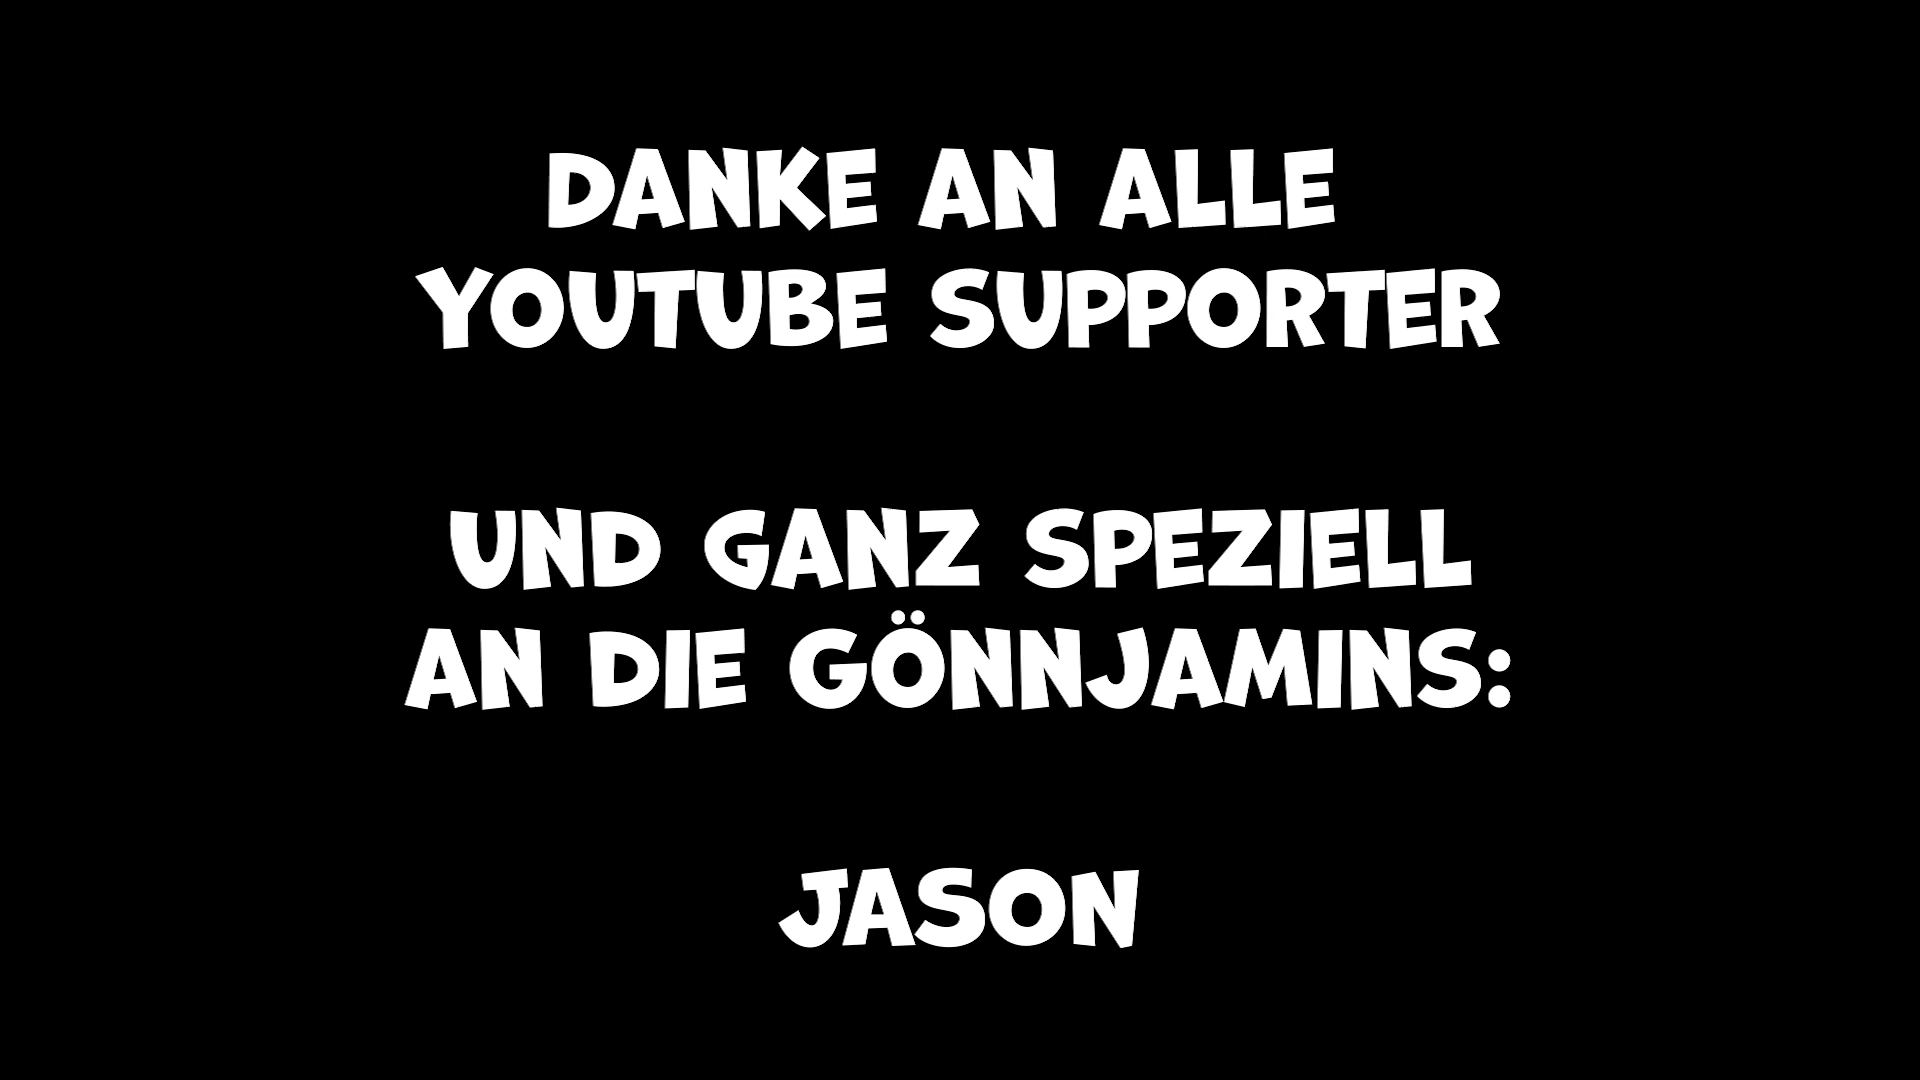 DANKE AN ALLE
YOUTUBE SUPPORTER
UND GANZ SPEZIELL
AN DIE GÖNNJAMINS:
JASON